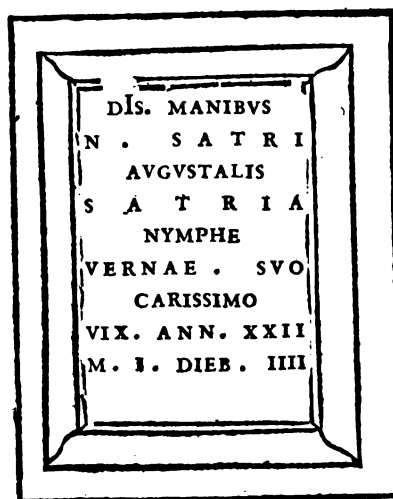 DIS. MANIBVS
N . SATRI
AVGVSTALIS
SATRIA
NYMPHE
VERNAE . SVO
CARISSIMO
VIX. ANN. XXII
M . I . DIEB . IIII